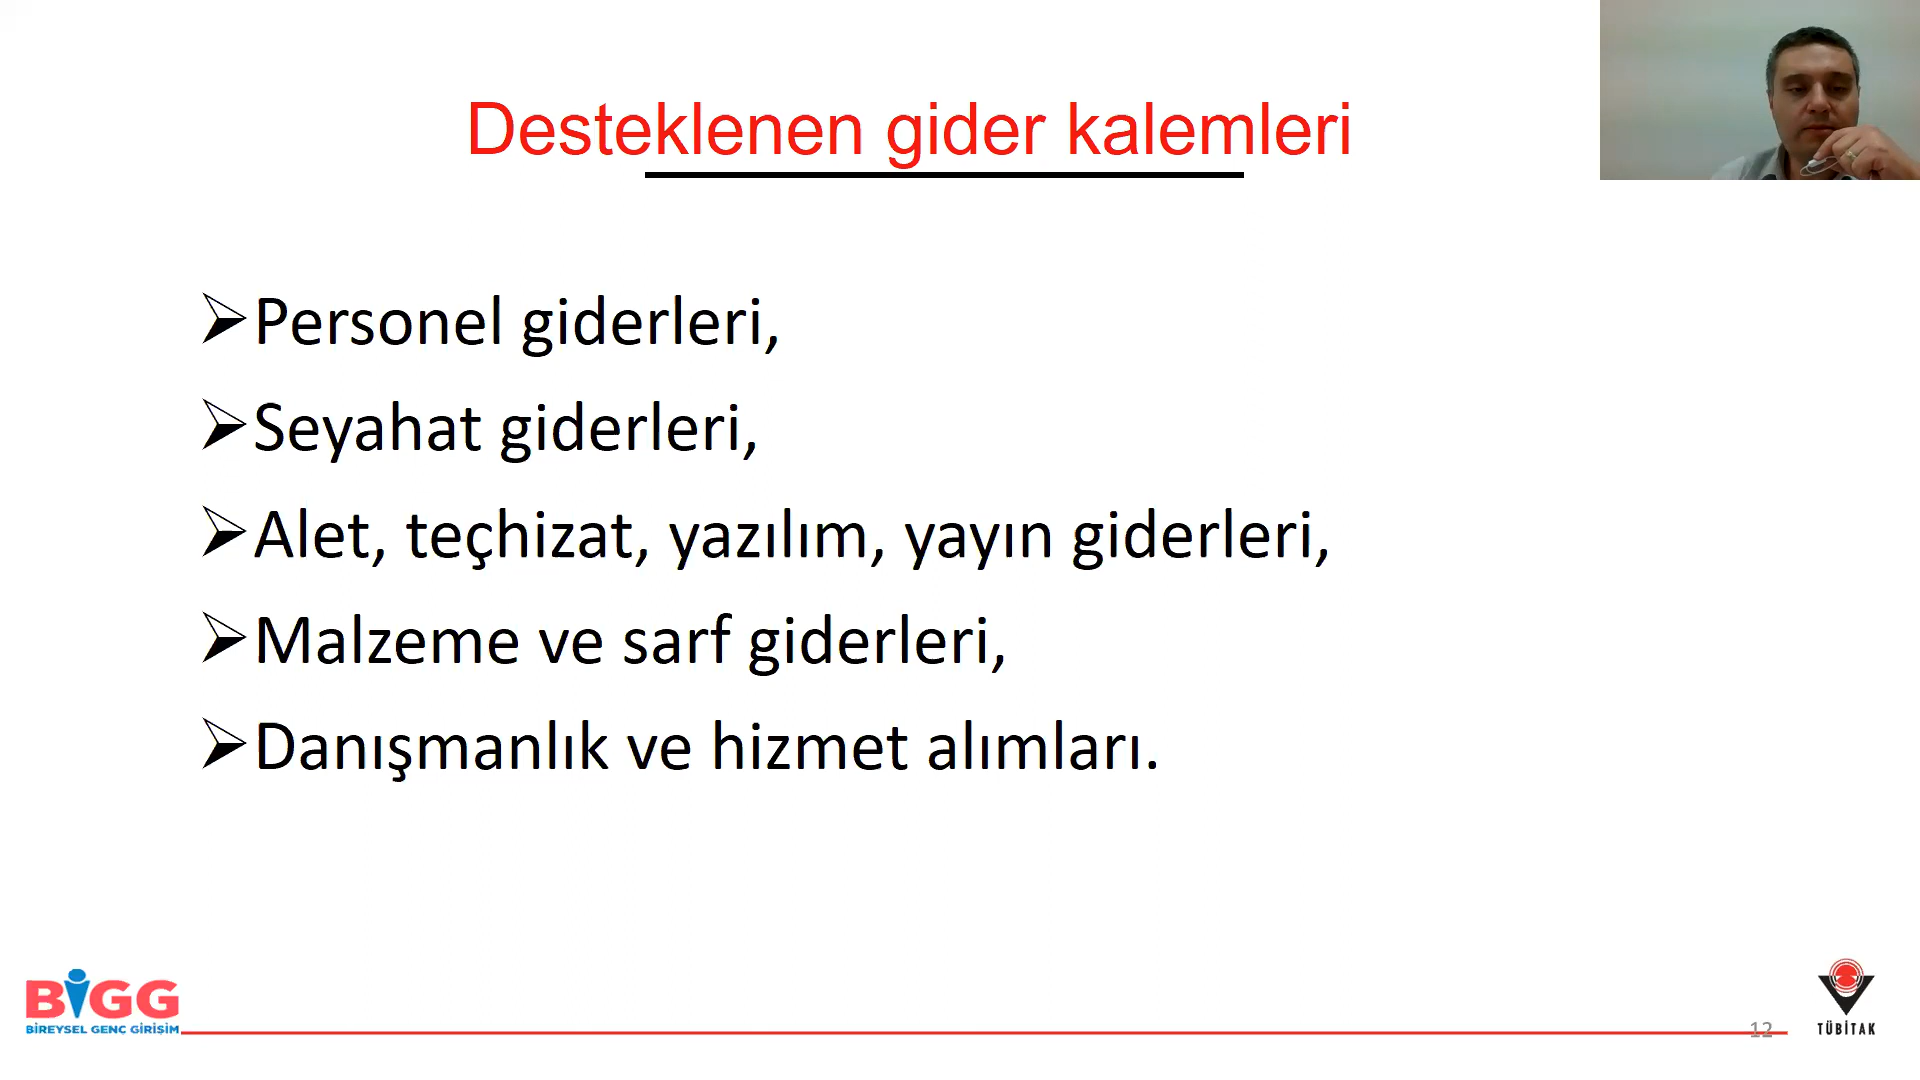 Desteklenen gider kalemleri
Personel giderleri,
Seyahat giderleri,
Alet, teçhizat, yazılım, yayın giderleri,
Malzeme ve sarf giderleri,
Danışmanlık ve hizmet alımları.
BiGG
BİREYSEL GENÇ GİRİŞİM
12
TÜBİTAK